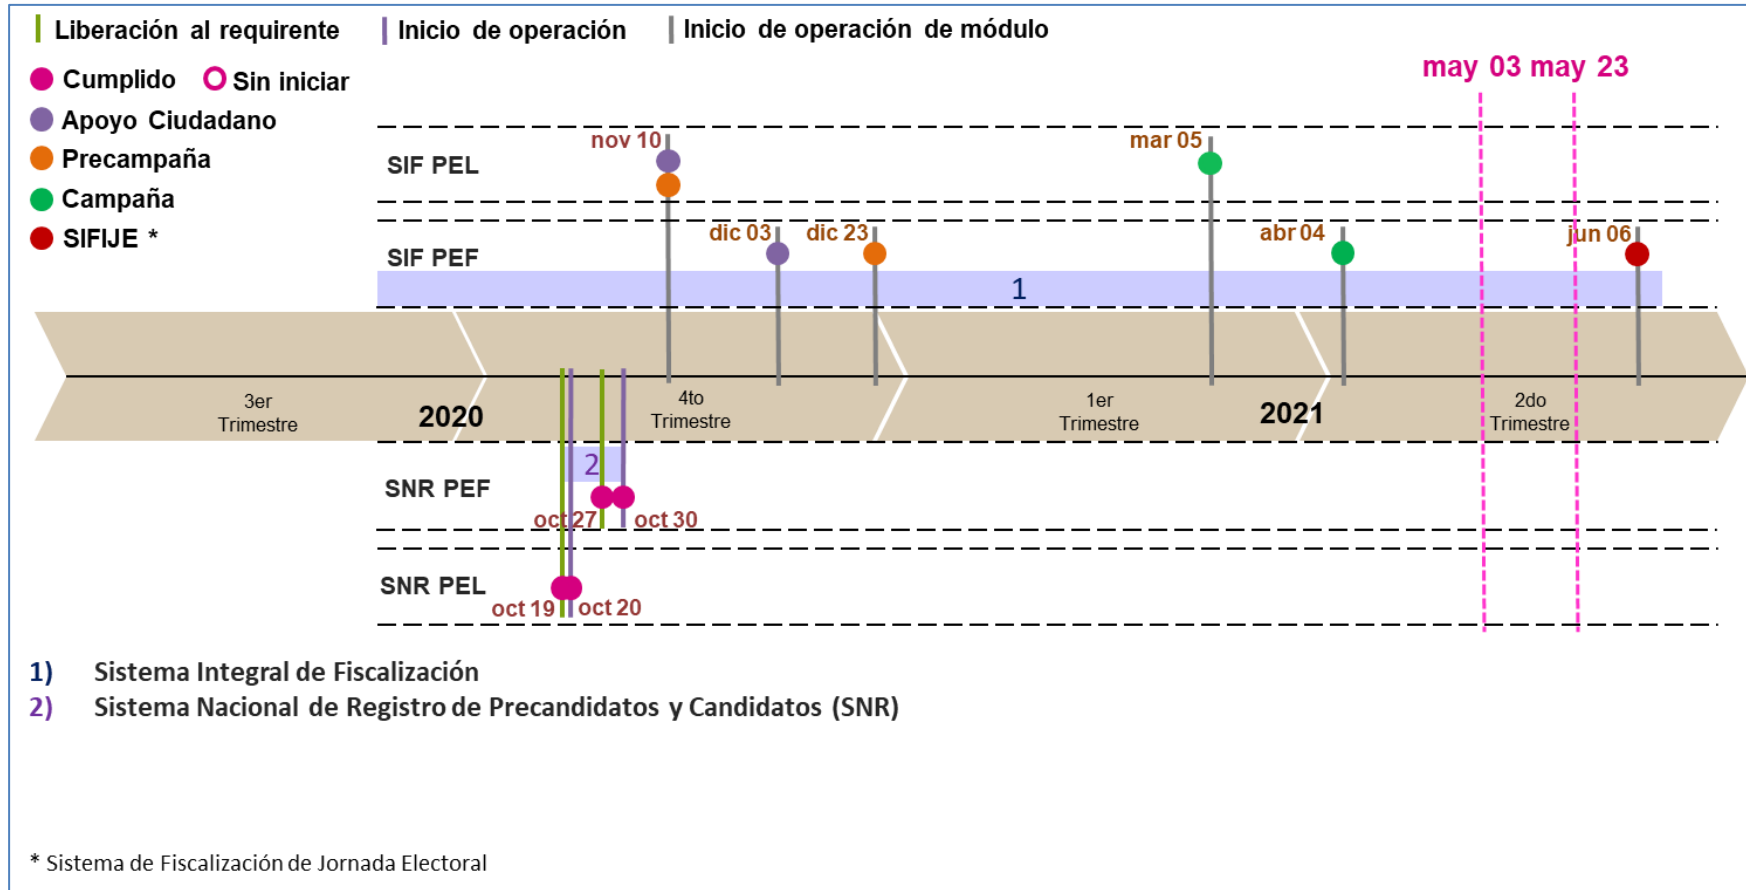 Liberación al requirente
Inicio de operación
Inicio de operación de módulo
Cumplido
Sin iniciar
Apoyo Ciudadano
Precampaña
Campaña
SIFIJE *
may 03 may 23
SIF PEL
nov 10
mar 05
SIF PEF
dic 03
dic 23
abr 04
jun 06
1
3er
Trimestre
2020
4to
Trimestre
1er
Trimestre
2021
2do
Trimestre
SNR PEF
2
oct 27
oct 30
SNR PEL
oct 19
oct 20
1) Sistema Integral de Fiscalización
2) Sistema Nacional de Registro de Precandidatos y Candidatos (SNR)
* Sistema de Fiscalización de Jornada Electoral